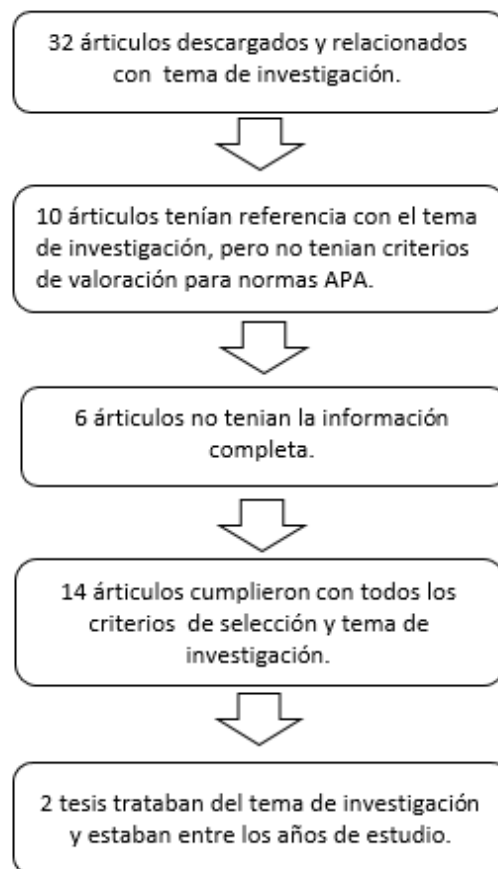 32 árticulos descargados y relacionados
con tema de investigación.
10 árticulos tenían referencia con el tema
de investigación, pero no tenian criterios
de valoración para normas APA.
6 árticulos no tenian la información
completa.
14 árticulos cumplieron con todos los
criterios de selección y tema de
investigación.
2 tesis trataban del tema de investigación
y estaban entre los años de estudio.